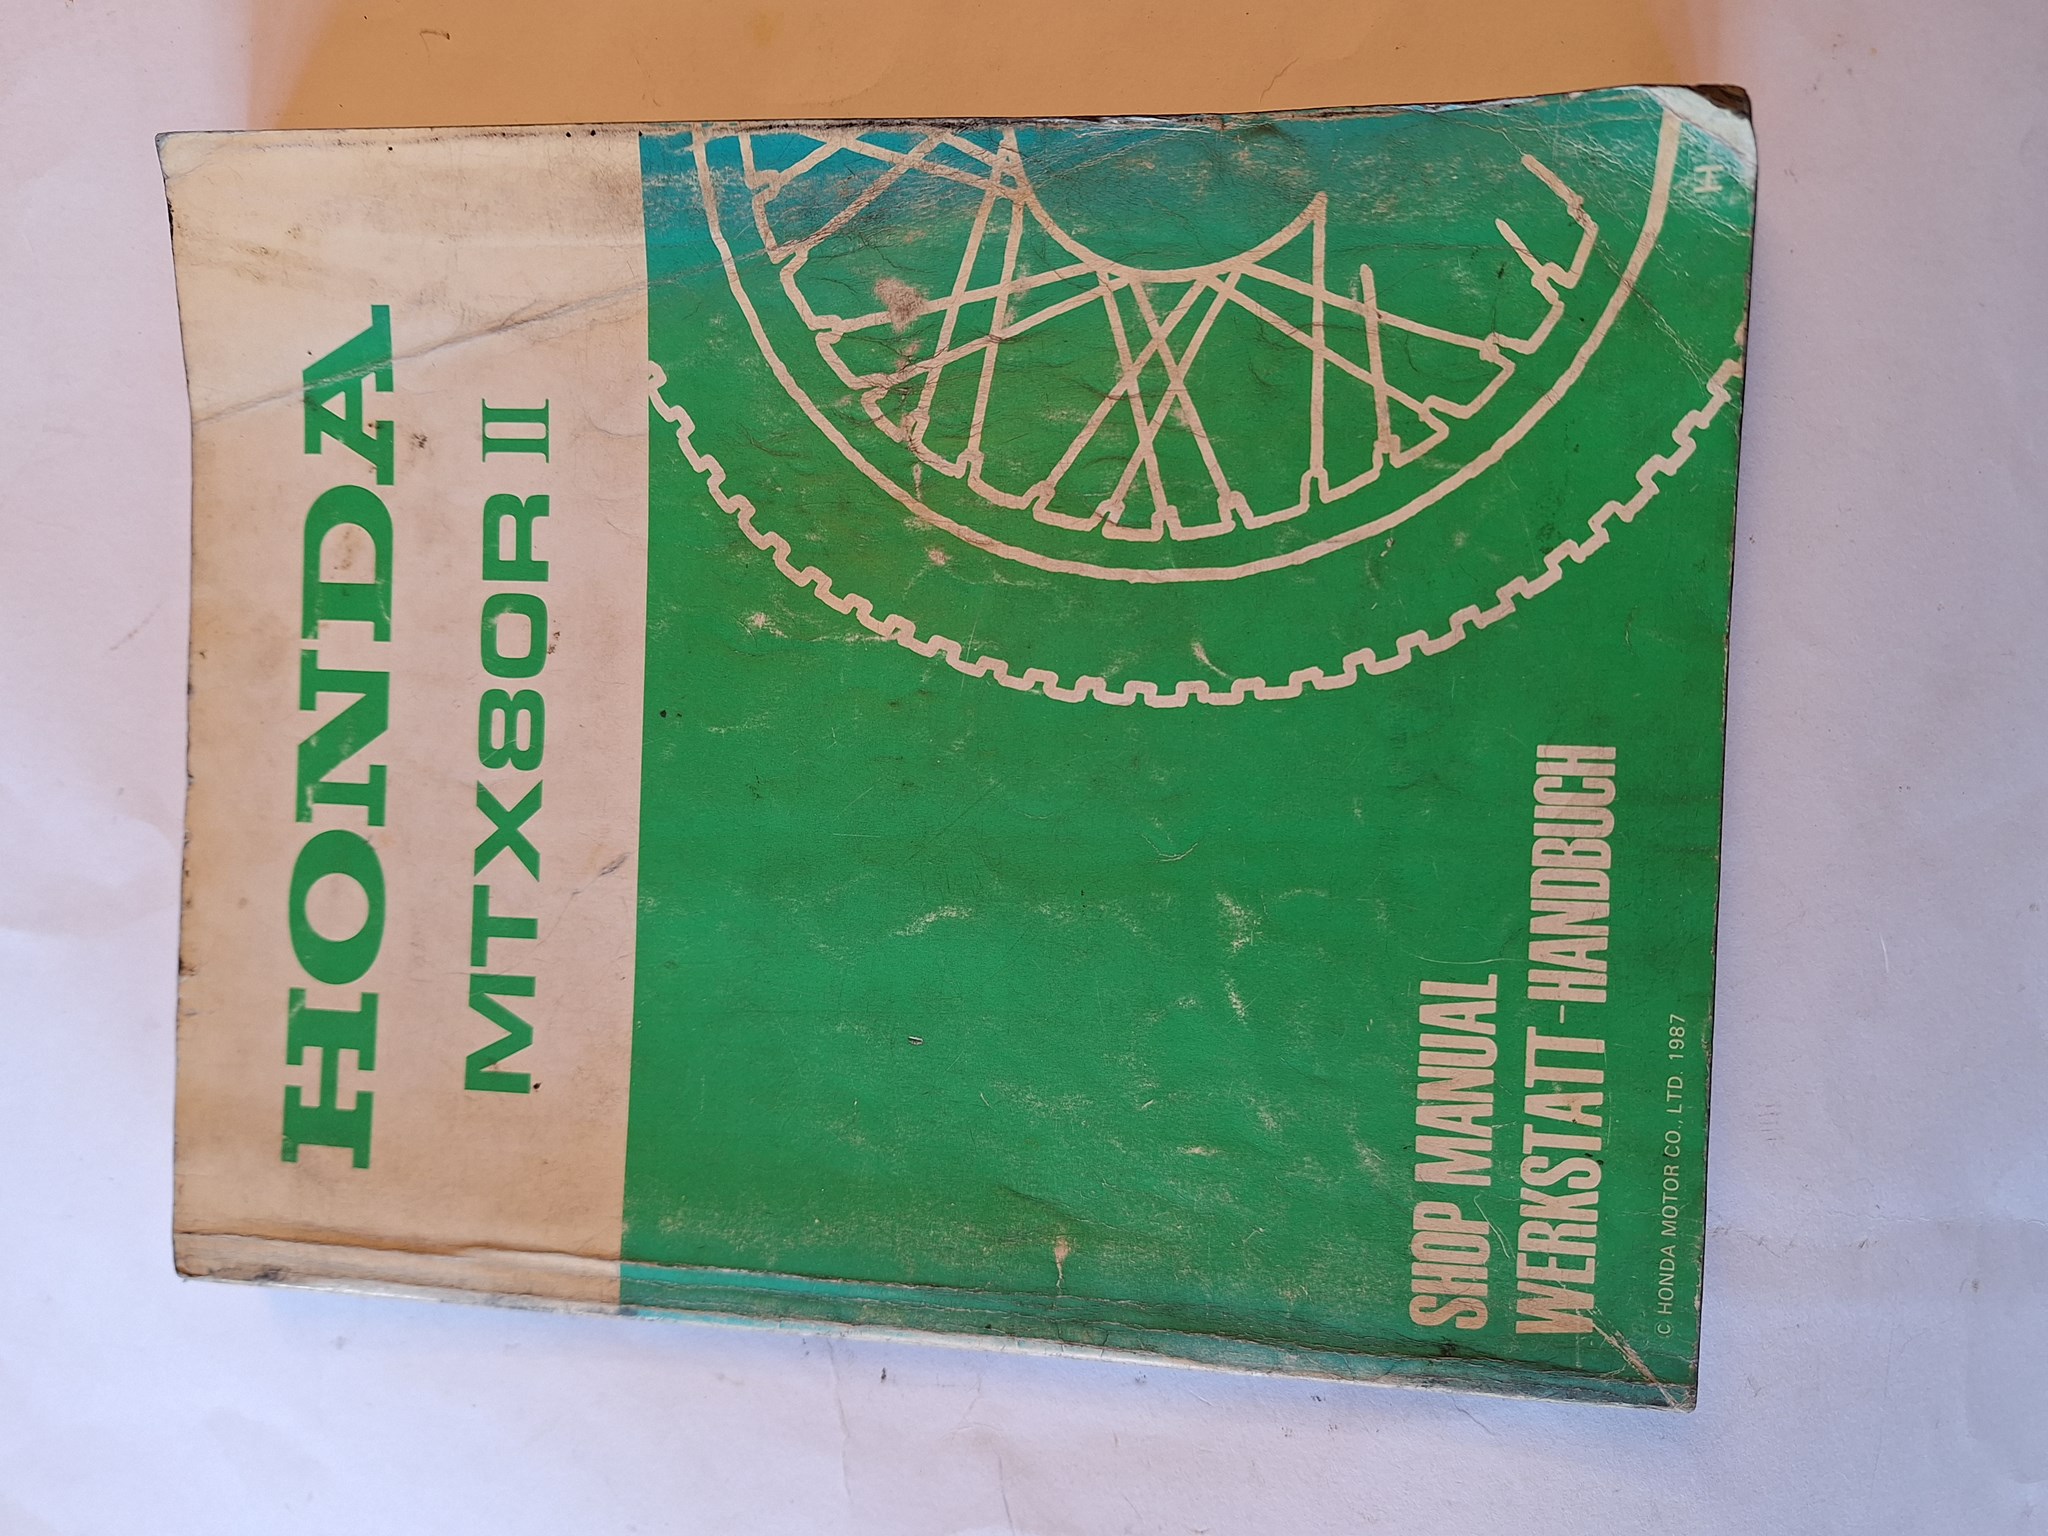 HONDA
MTX80R II
SHOP MANUAL
WERKSTATT-HANDBUCH
C HONDA MOTOR CO., LTD. 1987
H